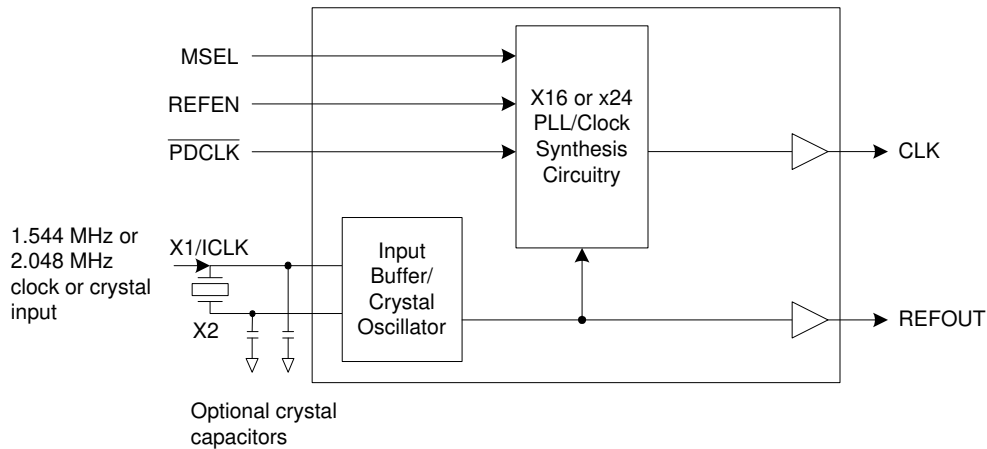 MSEL
REFEN
PDCLK
X16 or x24
PLL/Clock
Synthesis
Circuitry
CLK
1.544 MHz or
2.048 MHz
clock or crystal
input
X1/ICLK
X2
Input
Buffer/
Crystal
Oscillator
REFOUT
Optional crystal
capacitors